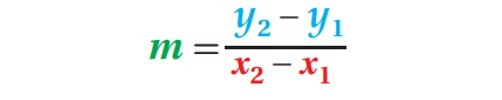 m = (y₂ − y₁) / (x₂ − x₁)